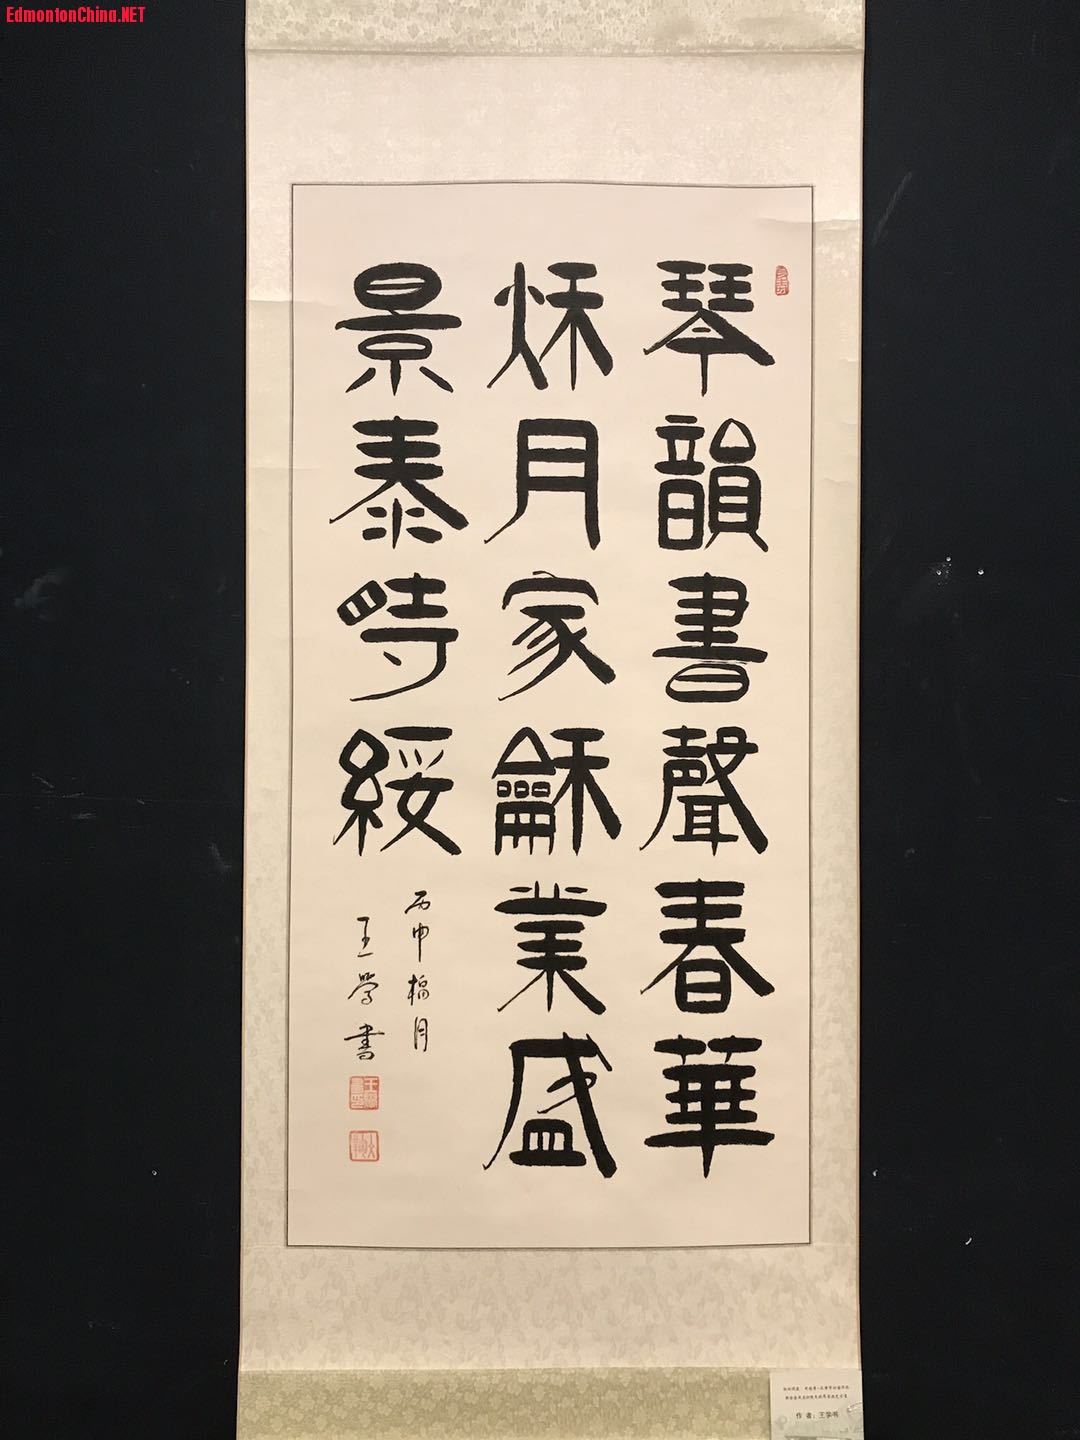 EdmontonChina.NET
琴韻書聲春華
秌月家龢業盛
景泰時綏
丙申榴月
王學書
作者：王学书